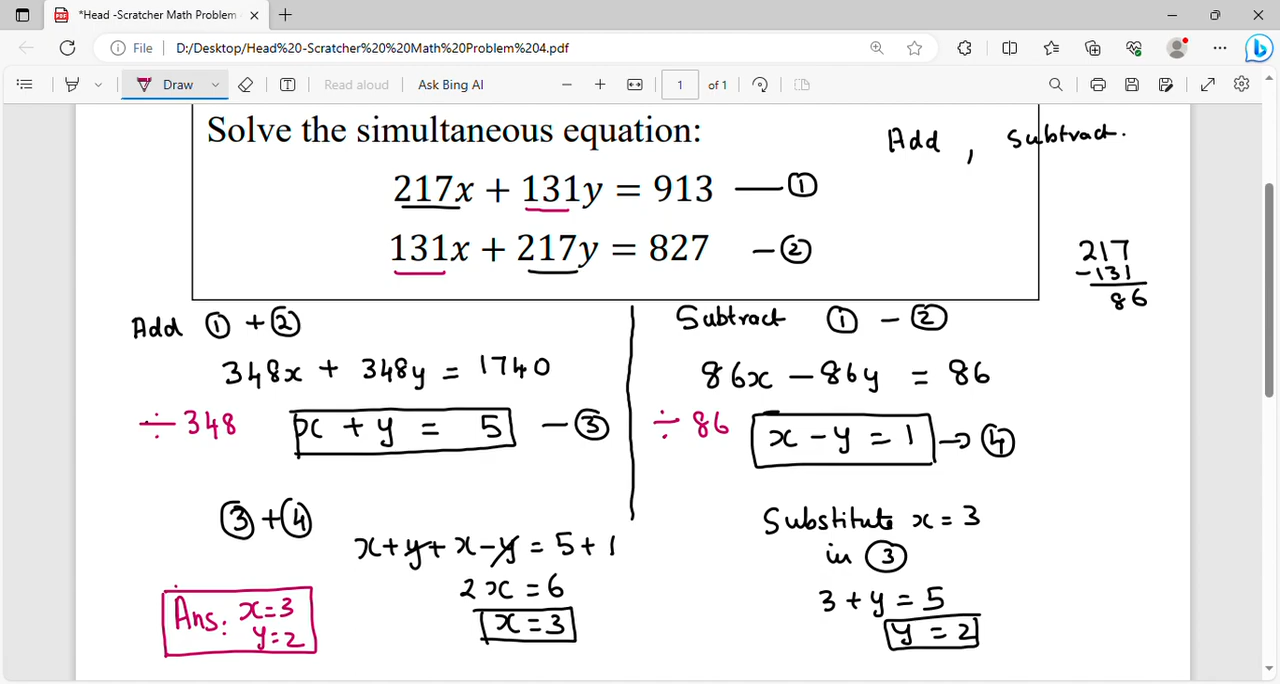 *Head -Scratcher Math Problem
File D:/Desktop/Head%20-Scratcher%20%20Math%20Problem%204.pdf
Draw Read aloud Ask Bing AI 1 of 1
Solve the simultaneous equation:
Add , Subtract.
217x + 131y = 913 — ①
131x + 217y = 827 – ②
217
-131
86
Add ① + ②
348x + 348y = 1740
÷ 348 x + y = 5 – ③
Subtract ① – ②
86x – 86y = 86
÷ 86 x – y = 1 → ④
③ + ④
x + y + x – y = 5 + 1
2x = 6
x = 3
Substitute x = 3
in ③
3 + y = 5
y = 2
Ans: x = 3
y = 2